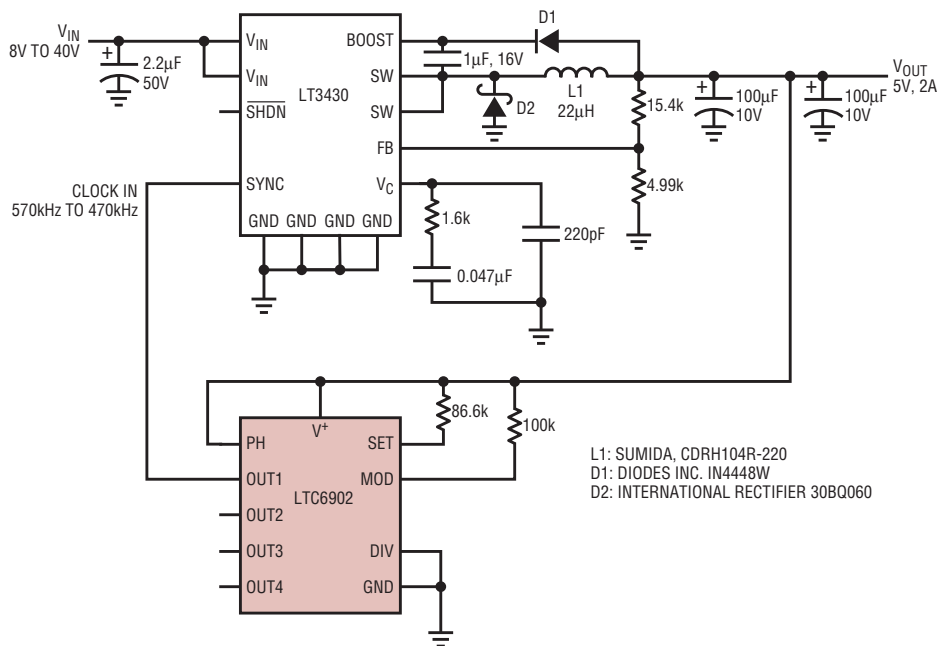 VIN
8V TO 40V
2.2µF
50V
+
VIN
VIN
SHDN
SYNC
LT3430
BOOST
SW
SW
FB
VC
GND GND GND GND
D1
1µF, 16V
D2
L1
22µH
15.4k
4.99k
+
100µF
10V
+
100µF
10V
VOUT
5V, 2A
CLOCK IN
570kHz TO 470kHz
1.6k
0.047µF
220pF
86.6k
100k
V+
PH
OUT1
OUT2
OUT3
OUT4
LTC6902
SET
MOD
DIV
GND
L1: SUMIDA, CDRH104R-220
D1: DIODES INC. IN4448W
D2: INTERNATIONAL RECTIFIER 30BQ060